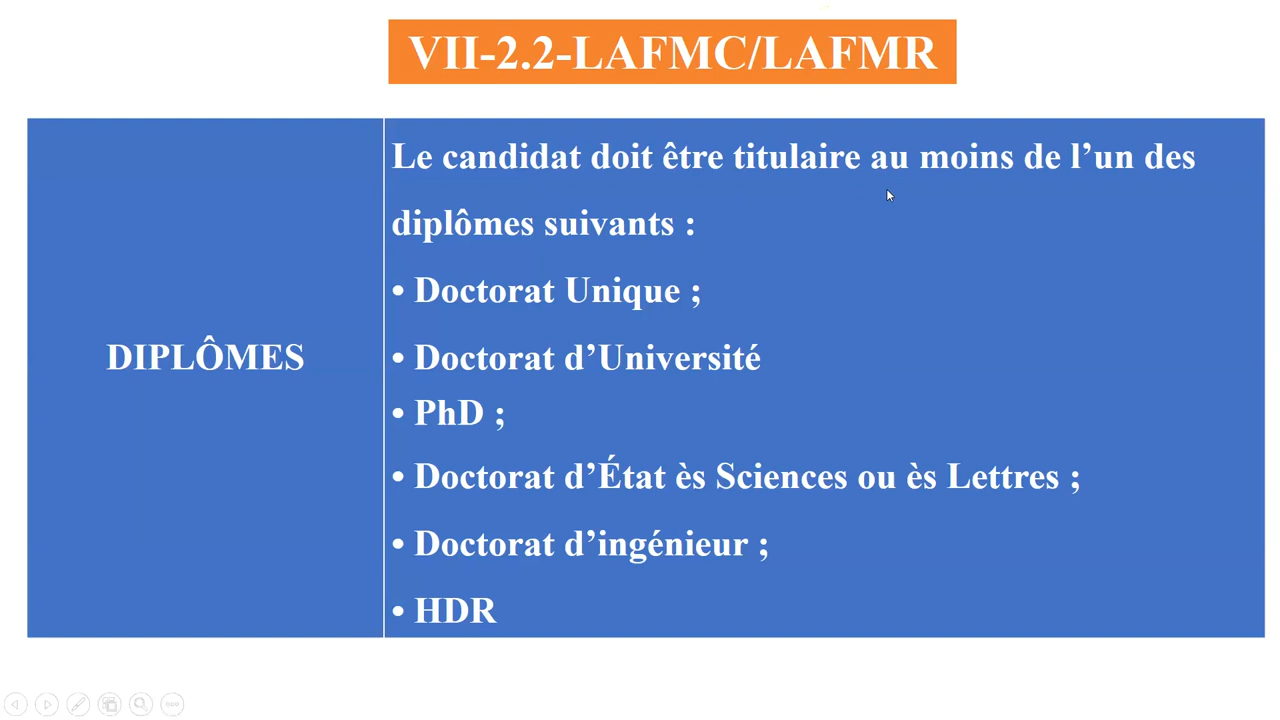 VII-2.2-LAFMC/LAFMR
DIPLÔMES
Le candidat doit être titulaire au moins de l’un des
diplômes suivants :
• Doctorat Unique ;
• Doctorat d’Université
• PhD ;
• Doctorat d’État ès Sciences ou ès Lettres ;
• Doctorat d’ingénieur ;
• HDR